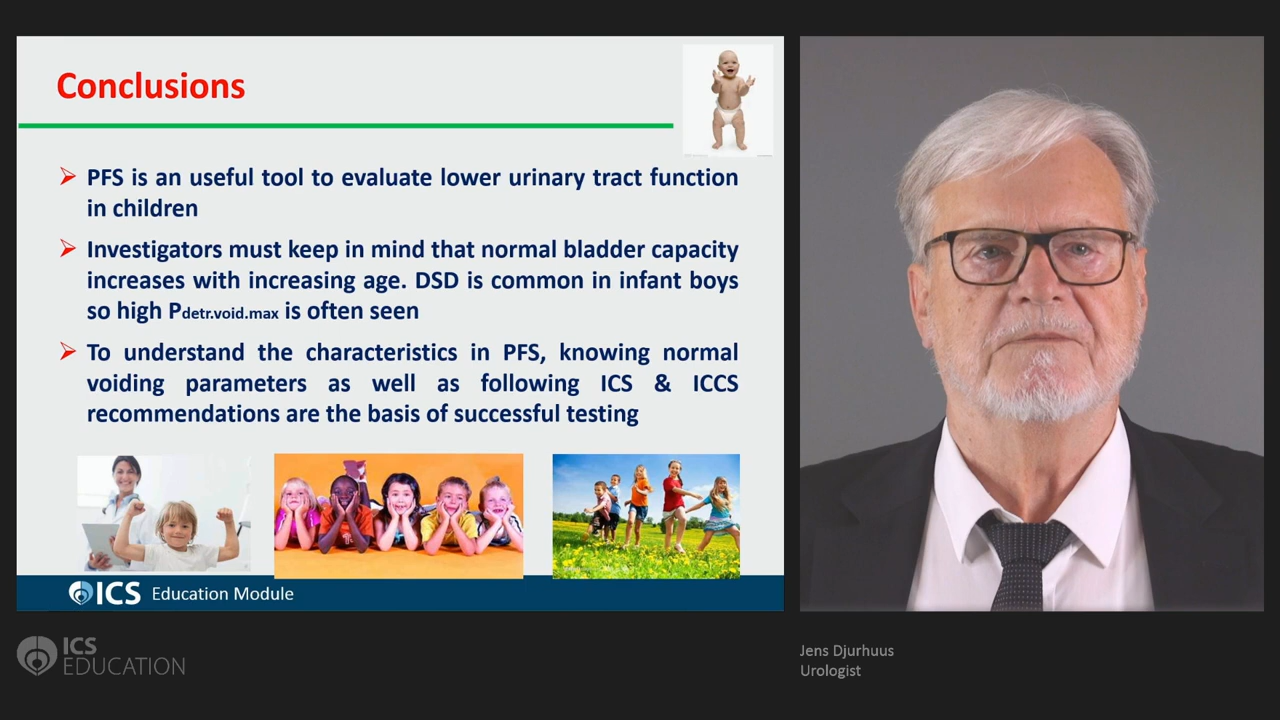 Conclusions
PFS is an useful tool to evaluate lower urinary tract function
in children
Investigators must keep in mind that normal bladder capacity
increases with increasing age. DSD is common in infant boys
so high Pdetr.void.max is often seen
To understand the characteristics in PFS, knowing normal
voiding parameters as well as following ICS & ICCS
recommendations are the basis of successful testing
ICS Education Module
ICS
EDUCATION
Jens Djurhuus
Urologist